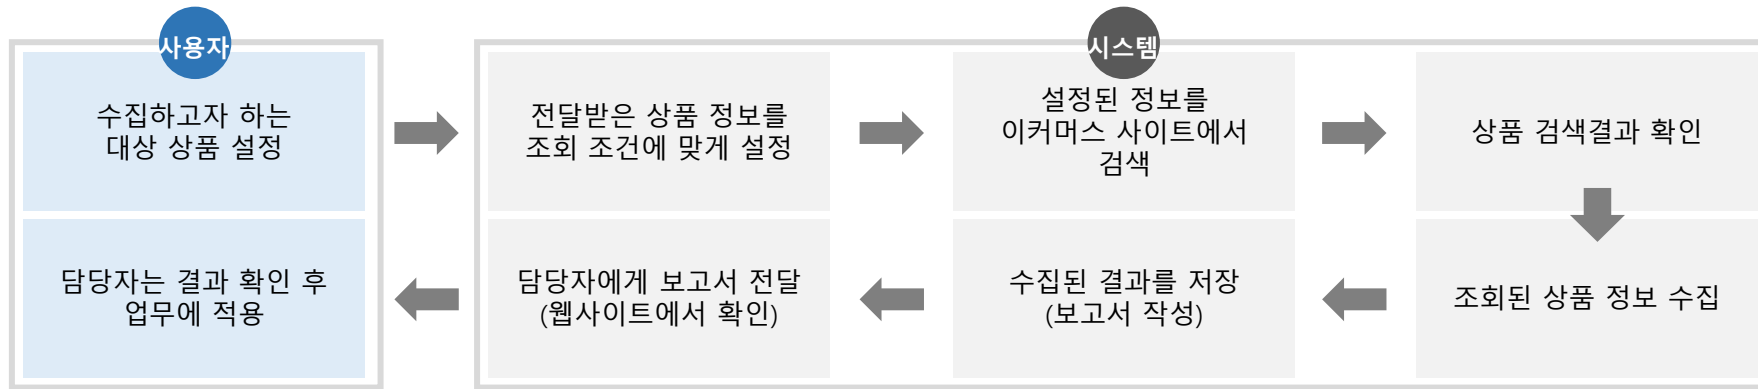 사용자
시스템
수집하고자 하는
대상 상품 설정
전달받은 상품 정보를
조회 조건에 맞게 설정
설정된 정보를
이커머스 사이트에서
검색
상품 검색결과 확인
조회된 상품 정보 수집
수집된 결과를 저장
(보고서 작성)
담당자에게 보고서 전달
(웹사이트에서 확인)
담당자는 결과 확인 후
업무에 적용